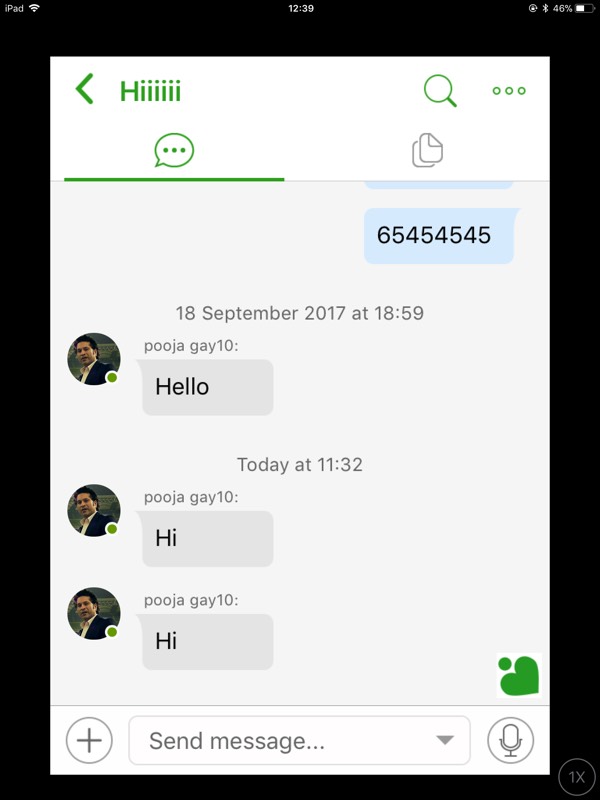 iPad 12:39 46%
Hiiiiii
65454545
18 September 2017 at 18:59
pooja gay10:
Hello
Today at 11:32
pooja gay10:
Hi
pooja gay10:
Hi
Send message...
1X